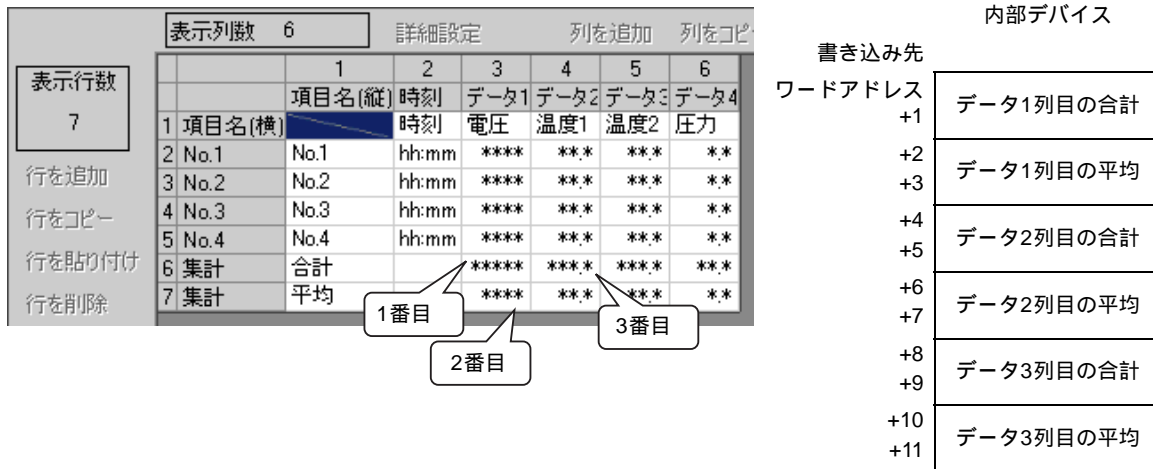 表示列数 6 詳細設定 列を追加 列をコピー
表示行数
7
行を追加
行をコピー
行を貼り付け
行を削除
1 2 3 4 5 6
項目名(縦) 時刻 データ1 データ2 データ3 データ4
1 項目名(横) 時刻 電圧 温度1 温度2 圧力
2 No.1 No.1 hh:mm **** **.* **.* *.*
3 No.2 No.2 hh:mm **** **.* **.* *.*
4 No.3 No.3 hh:mm **** **.* **.* *.*
5 No.4 No.4 hh:mm **** **.* **.* *.*
6 集計 合計 ***** ***.* ***.* **.*
7 集計 平均 **** **.* **.* *.*
1番目
2番目
3番目
内部デバイス
書き込み先
ワードアドレス
+1
データ1列目の合計
+2
+3
データ1列目の平均
+4
+5
データ2列目の合計
+6
+7
データ2列目の平均
+8
+9
データ3列目の合計
+10
+11
データ3列目の平均